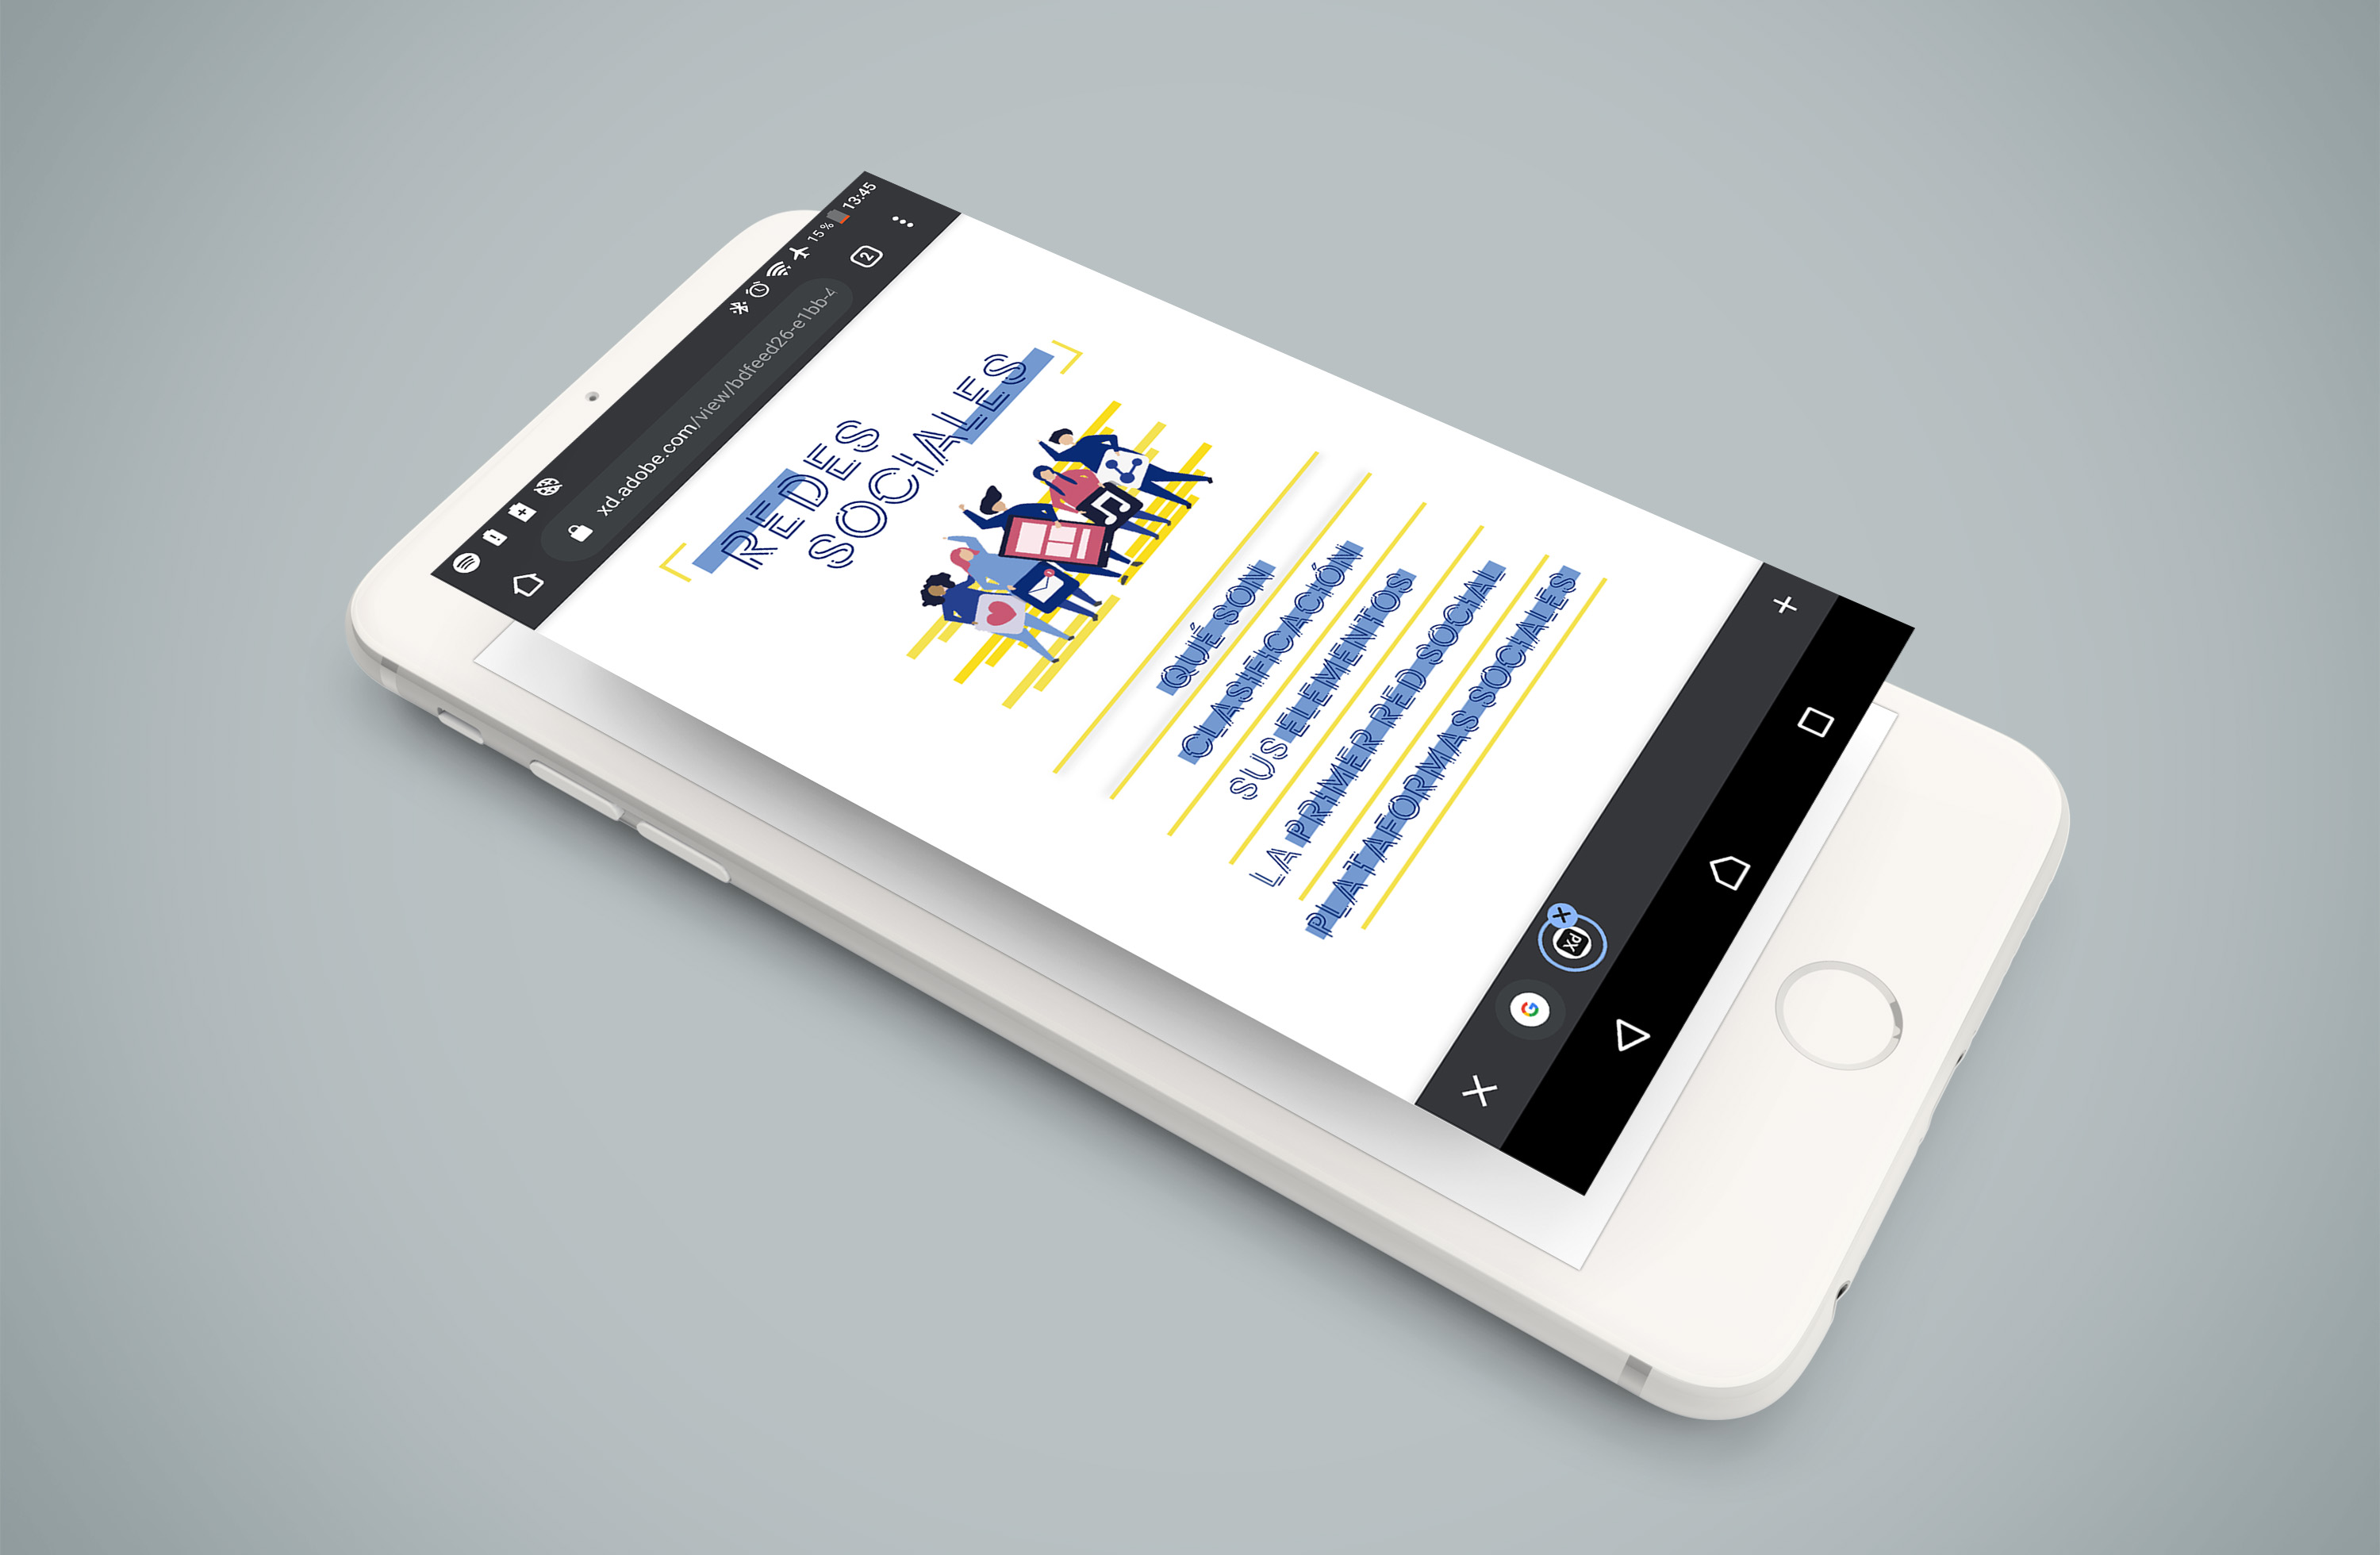 15 % 13:45
xd.adobe.com/view/bdfeed26-e1bb-4
2
REDES
SOCIALES
QUÉ SON
CLASIFICACIÓN
SUS ELEMENTOS
LA PRIMER RED SOCIAL
PLATAFORMAS SOCIALES
G
Xd